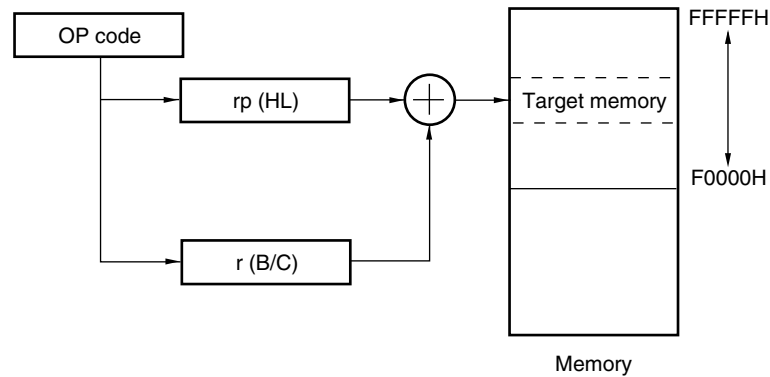 OP code
FFFFFH
rp (HL)
Target memory
F0000H
r (B/C)
Memory